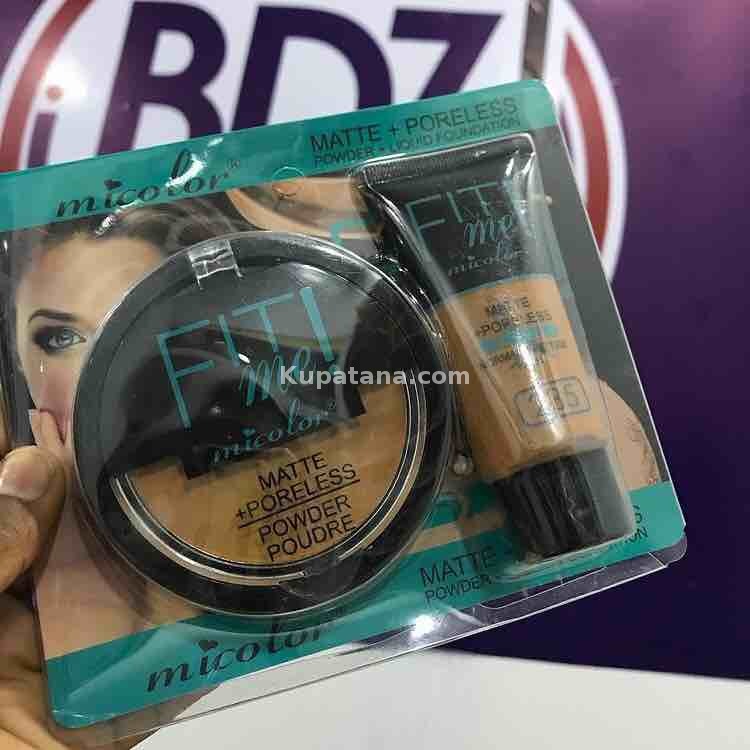 iBDZ
micolor®
MATTE + PORELESS
POWDER + LIQUID FOUNDATION
FIT
me!
micolor®
MATTE
+PORELESS
POWDER
POUDRE
FIT
me!
micolor
MATTE
+PORELESS
Kupatana.com
micolor®
MATTE +
POWDER